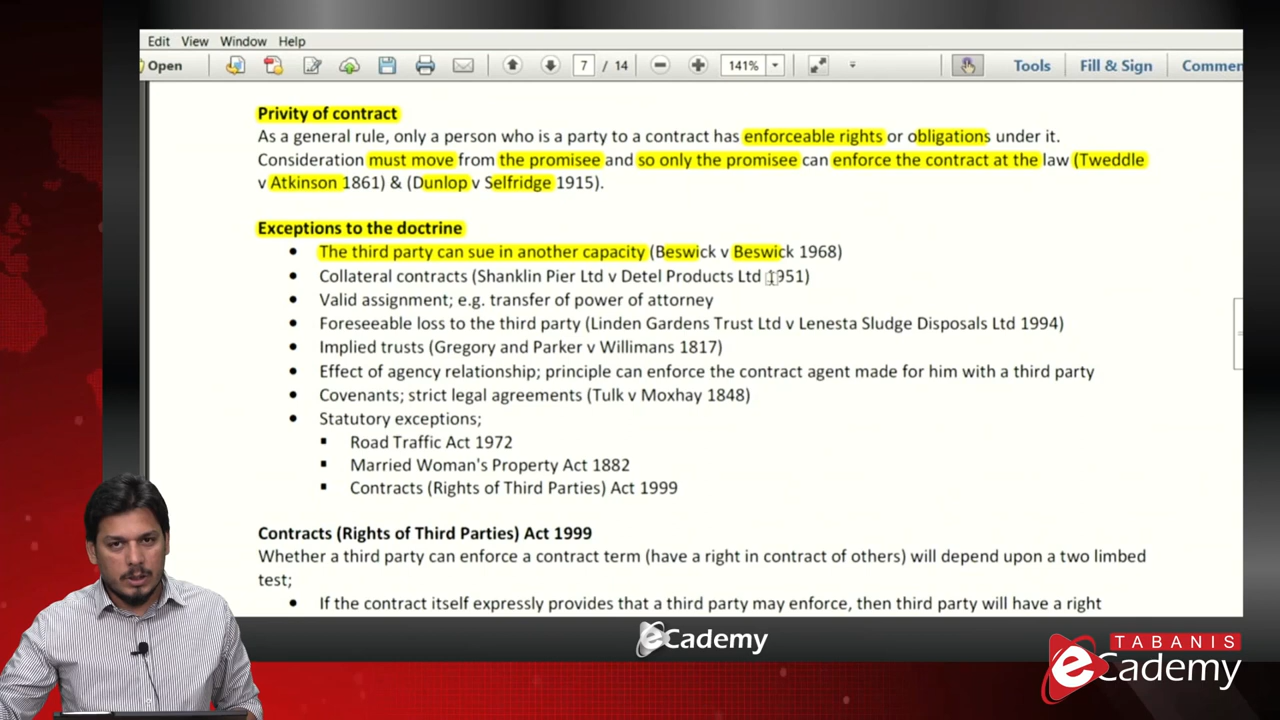 Edit View Window Help
Open 7 / 14 141% Tools Fill & Sign Commen
Privity of contract
As a general rule, only a person who is a party to a contract has enforceable rights or obligations under it.
Consideration must move from the promisee and so only the promisee can enforce the contract at the law (Tweddle
v Atkinson 1861) & (Dunlop v Selfridge 1915).
Exceptions to the doctrine
• The third party can sue in another capacity (Beswick v Beswick 1968)
• Collateral contracts (Shanklin Pier Ltd v Detel Products Ltd 1951)
• Valid assignment; e.g. transfer of power of attorney
• Foreseeable loss to the third party (Linden Gardens Trust Ltd v Lenesta Sludge Disposals Ltd 1994)
• Implied trusts (Gregory and Parker v Willimans 1817)
• Effect of agency relationship; principle can enforce the contract agent made for him with a third party
• Covenants; strict legal agreements (Tulk v Moxhay 1848)
• Statutory exceptions;
▪ Road Traffic Act 1972
▪ Married Woman's Property Act 1882
▪ Contracts (Rights of Third Parties) Act 1999
Contracts (Rights of Third Parties) Act 1999
Whether a third party can enforce a contract term (have a right in contract of others) will depend upon a two limbed
test;
• If the contract itself expressly provides that a third party may enforce, then third party will have a right
eCademy
TABANIS
eCademy